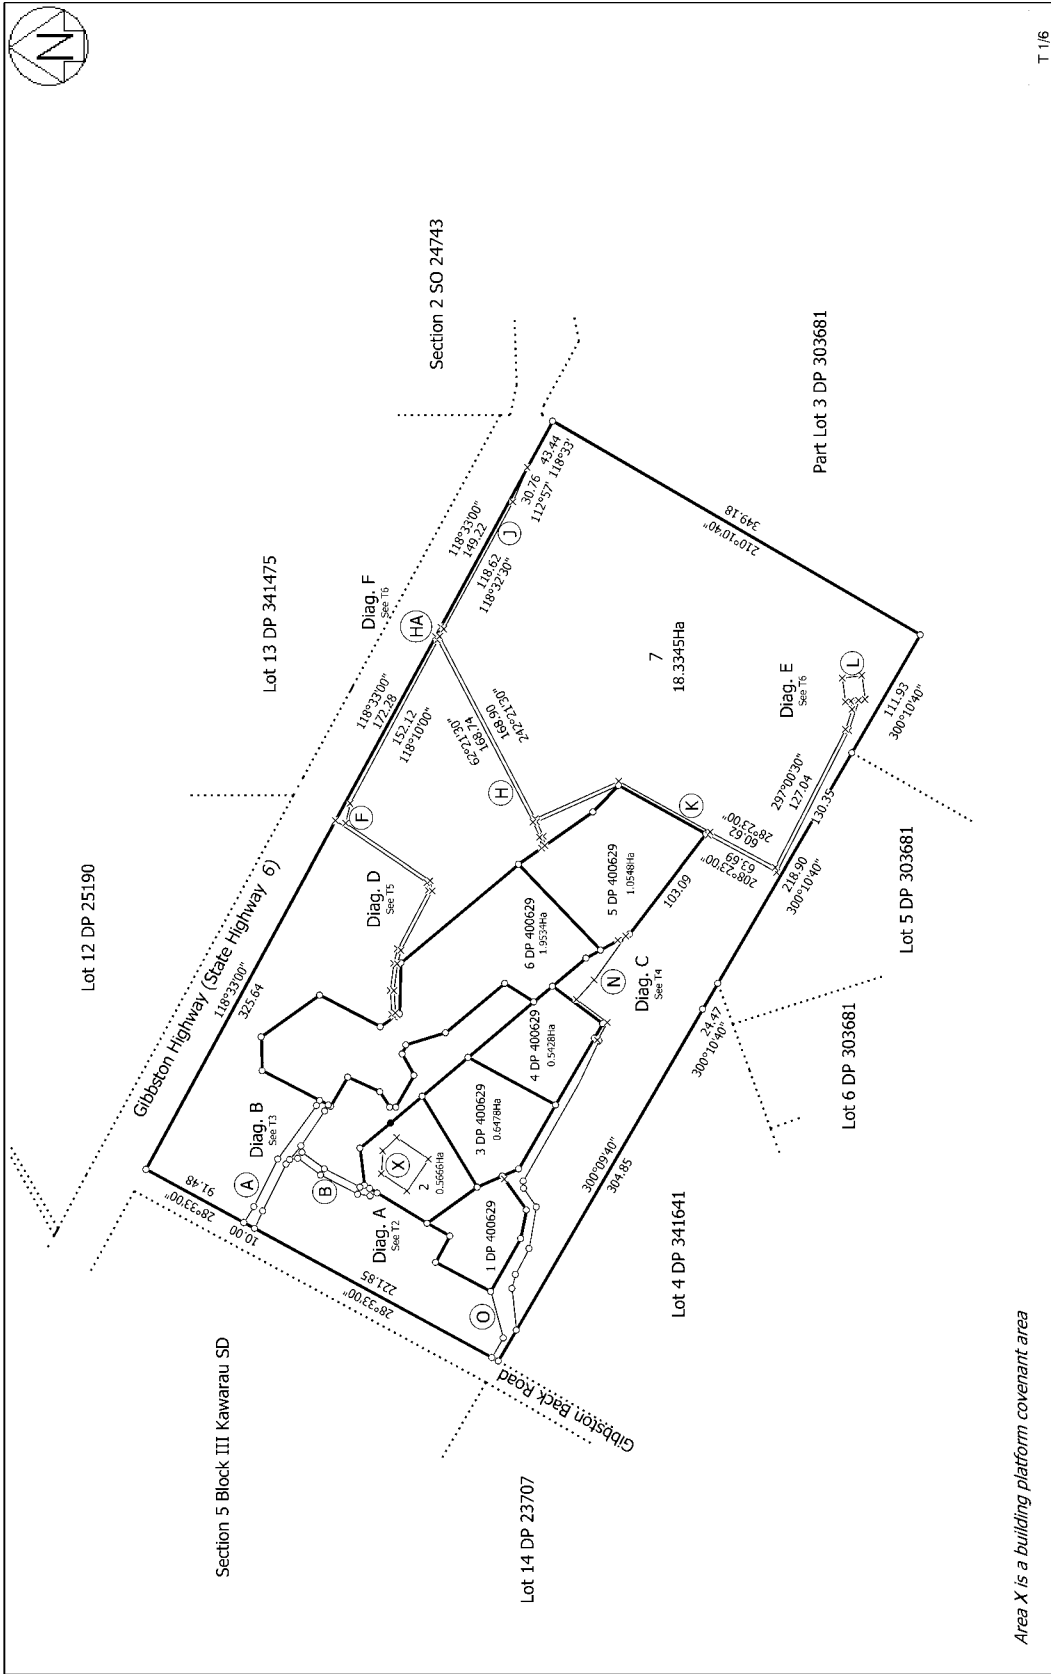 N
T 1/6
Lot 12 DP 25190
Lot 13 DP 341475
Section 2 SO 24743
Gibbston Highway (State Highway 6)
118°33'00"
325.64
118°33'00"
172.28
152.12
118°10'00"
Diag. F
See T6
HA
118°33'00"
149.22
118.62
118°32'30"
J
30.76
112°57'
43.44
118°33'
Section 5 Block III Kawarau SD
91.48
28°33'00"
10.00
A
Diag. B
See T3
B
221.85
28°33'00"
Diag. A
See T2
X
2
0.5666Ha
Diag. D
See T5
F
62°21'30"
168.74
168.90
242°21'30"
H
Part Lot 3 DP 303681
349.18
210°10'40"
7
18.3345Ha
1 DP 400629
3 DP 400629
0.6478Ha
4 DP 400629
0.5428Ha
6 DP 400629
1.9534Ha
5 DP 400629
1.0548Ha
103.09
K
60.62
28°23'00"
208°23'00"
63.69
Diag. E
See T6
L
297°00'30"
127.04
130.35
111.93
300°10'40"
218.90
300°10'40"
N
Diag. C
See T4
24.47
300°10'40"
300°09'40"
304.85
O
Gibbston Back Road
Lot 14 DP 23707
Lot 4 DP 341641
Lot 6 DP 303681
Lot 5 DP 303681
Area X is a building platform covenant area